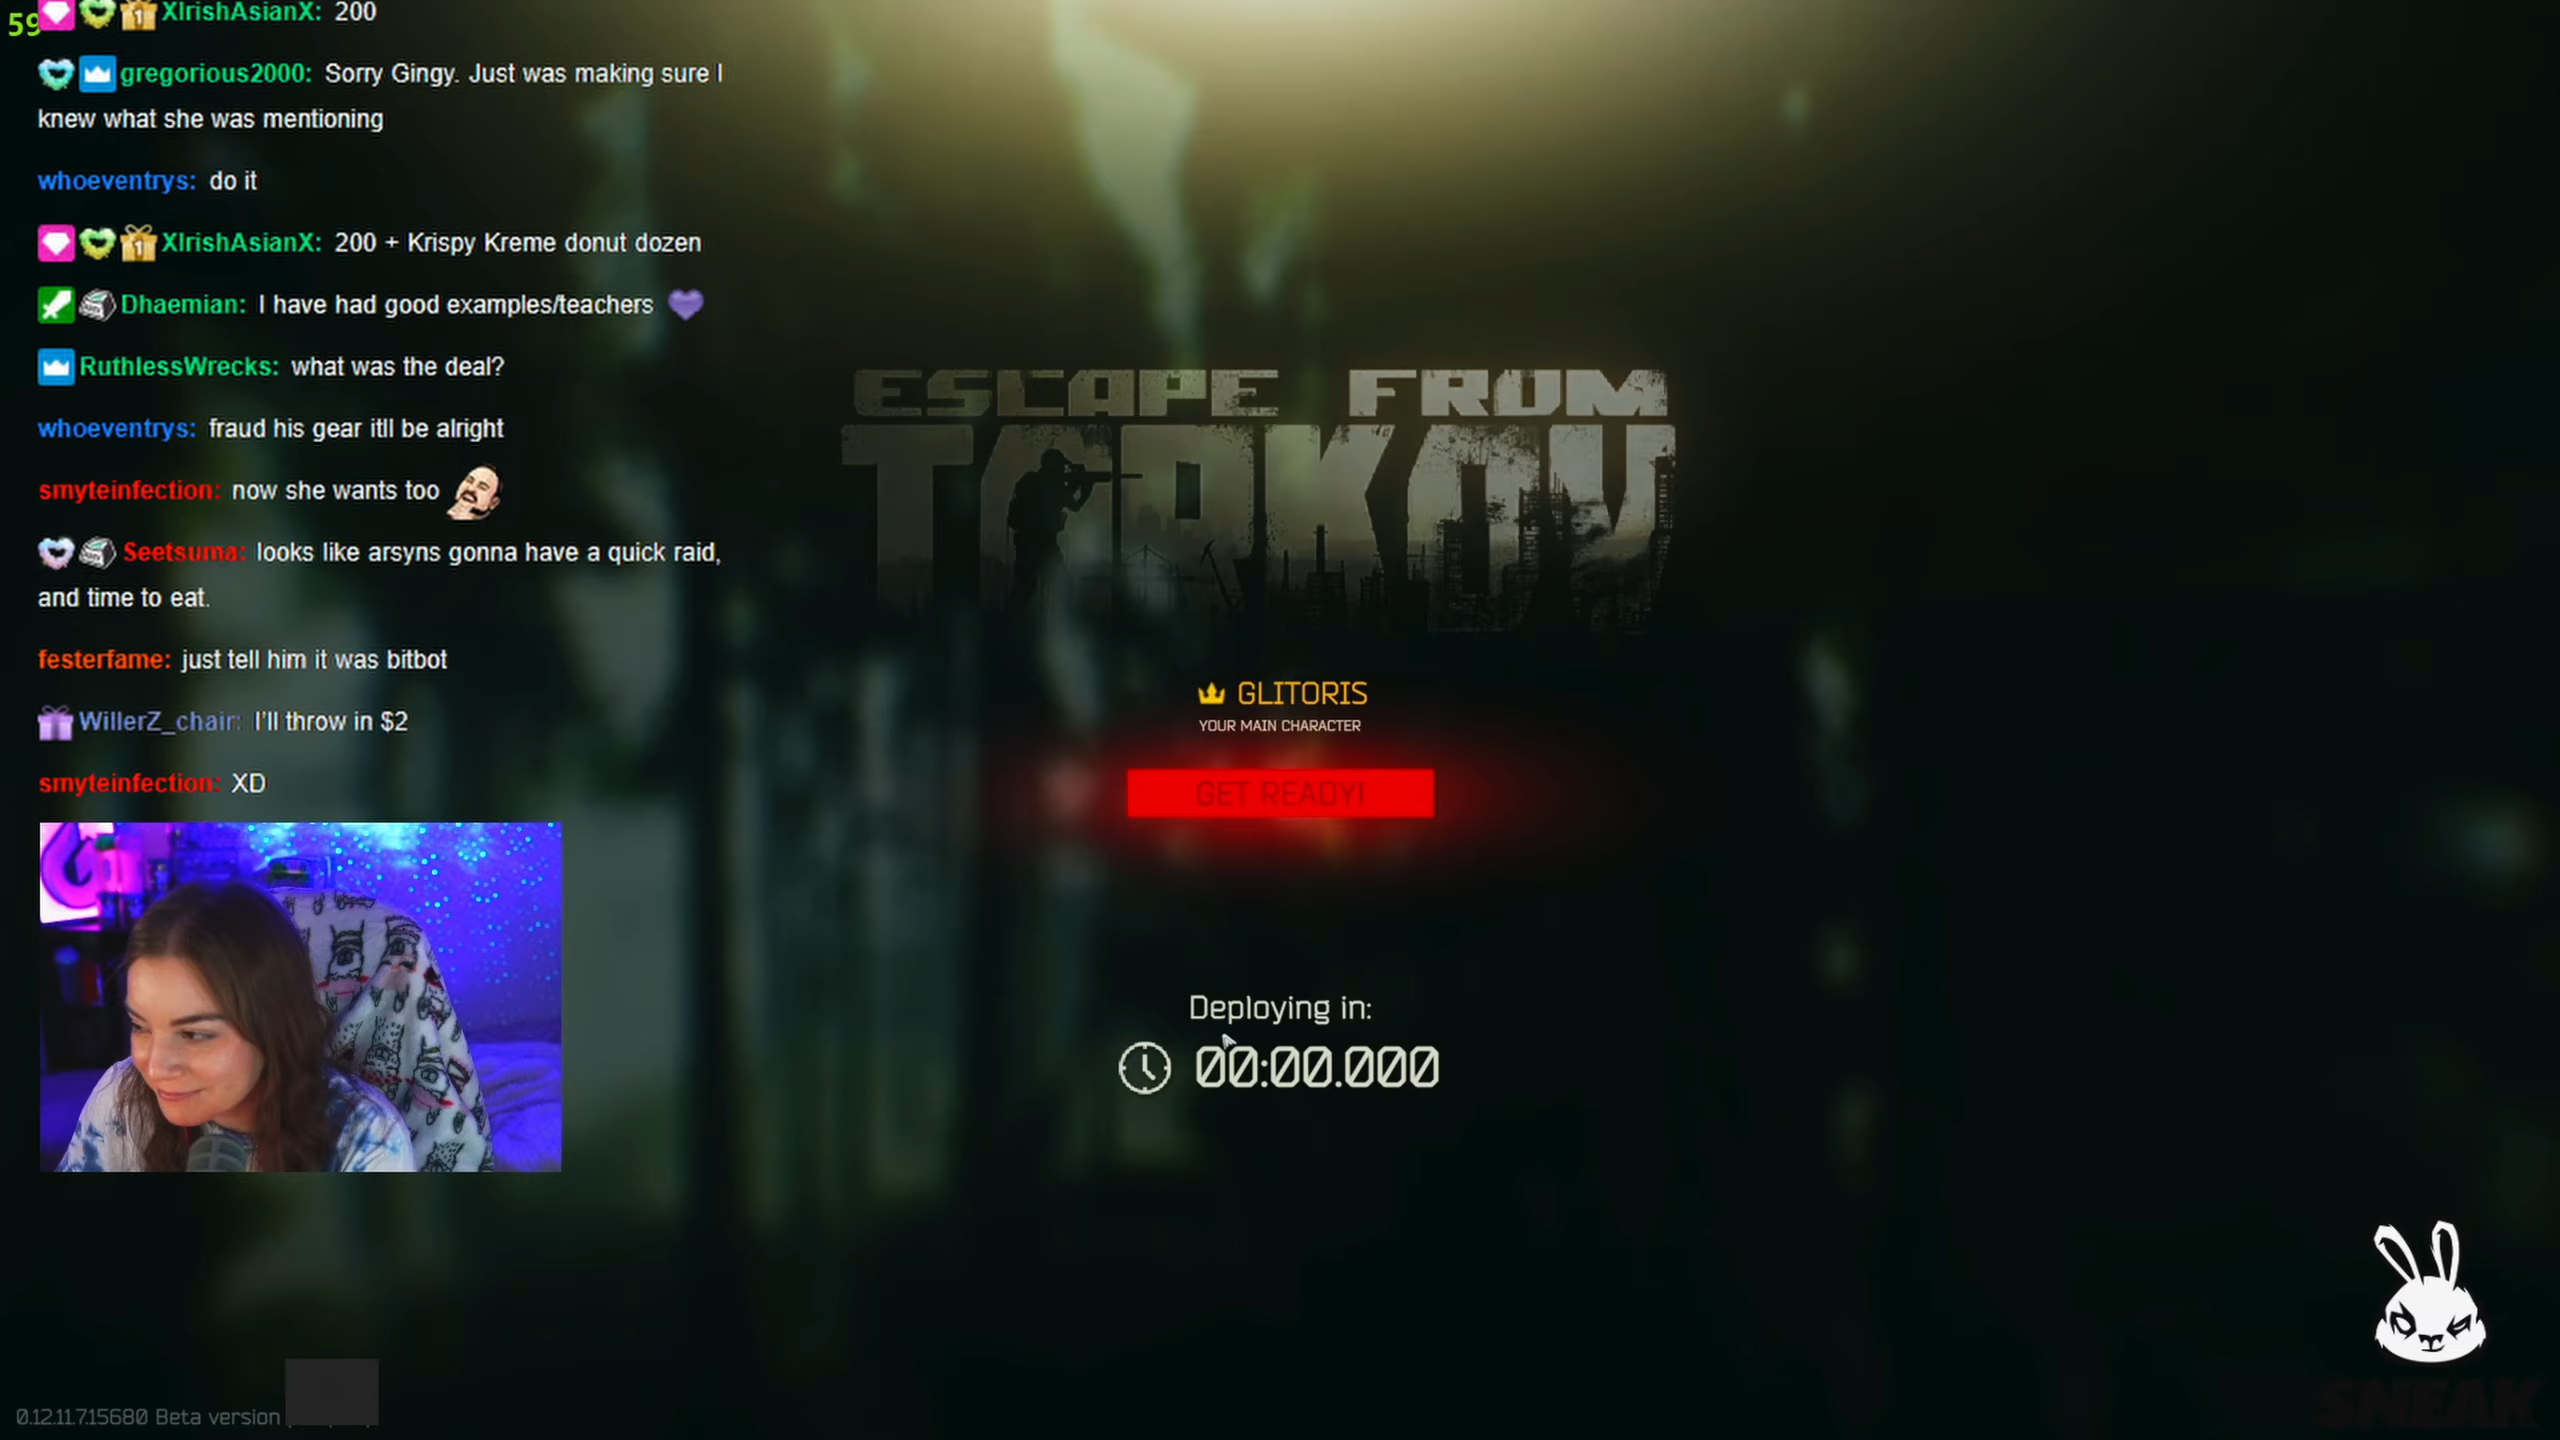 59
XIrishAsianX: 200
gregorious2000: Sorry Gingy. Just was making sure I
knew what she was mentioning
whoeventrys: do it
XIrishAsianX: 200 + Krispy Kreme donut dozen
Dhaemian: I have had good examples/teachers
RuthlessWrecks: what was the deal?
whoeventrys: fraud his gear itll be alright
smyteinfection: now she wants too
Seetsuma: looks like arsyns gonna have a quick raid,
and time to eat.
festerfame: just tell him it was bitbot
WillerZ_chair: I'll throw in $2
smyteinfection: XD
ESCAPE FROM
TARKOV
GLITORIS
YOUR MAIN CHARACTER
GET READY!
Deploying in:
00:00.000
SNEAK
0.12.11.7.15680 Beta version